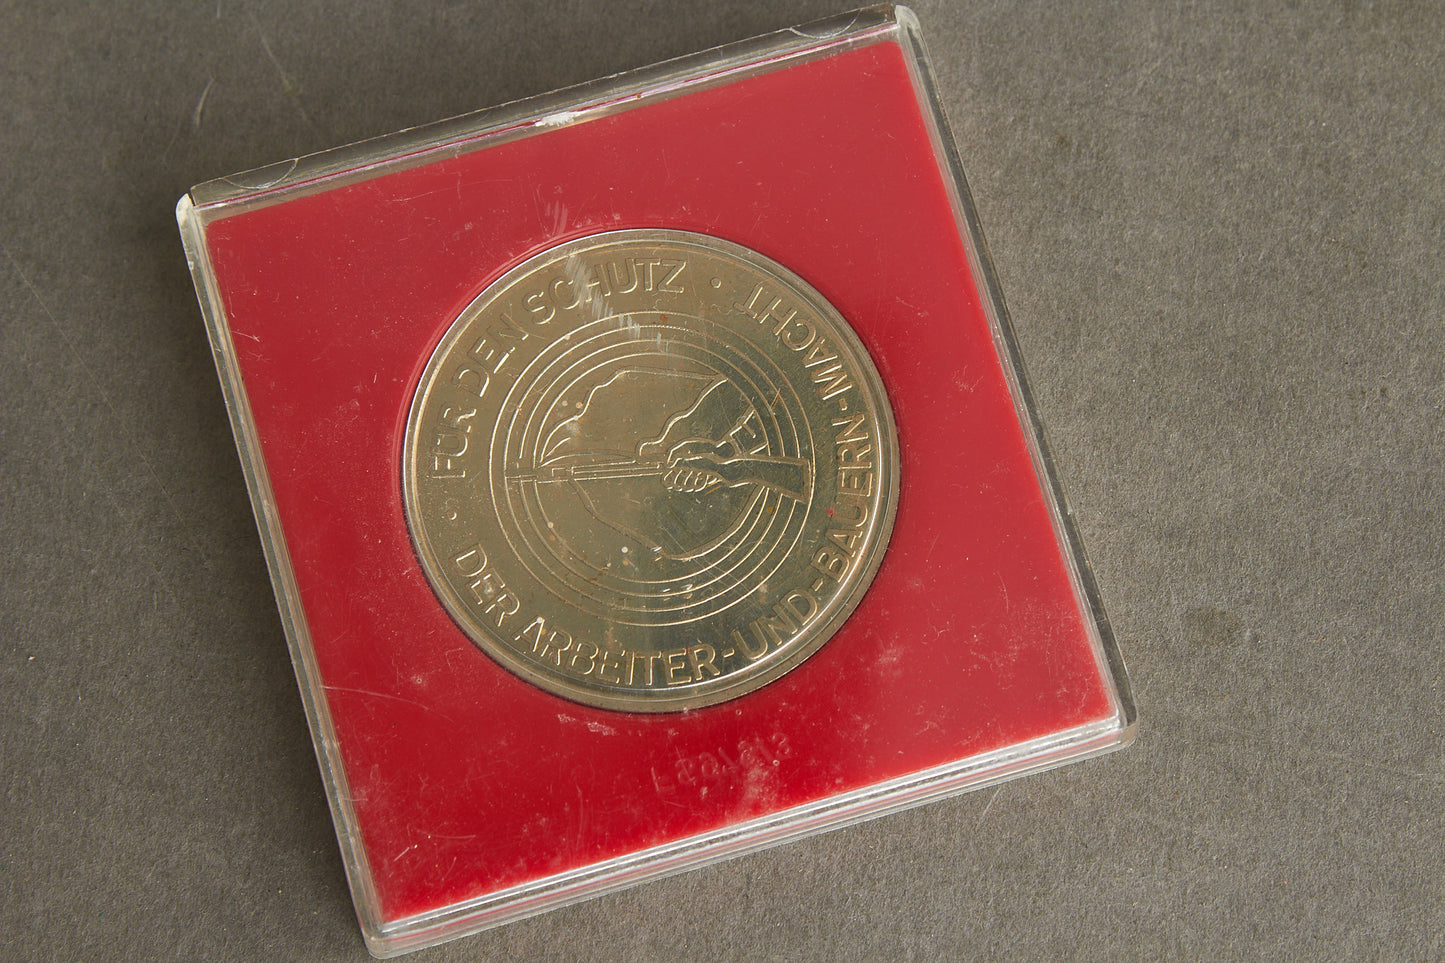 FÜR DEN SCHUTZ ·
DER ARBEITER-UND-BAUERN-MACHT ·